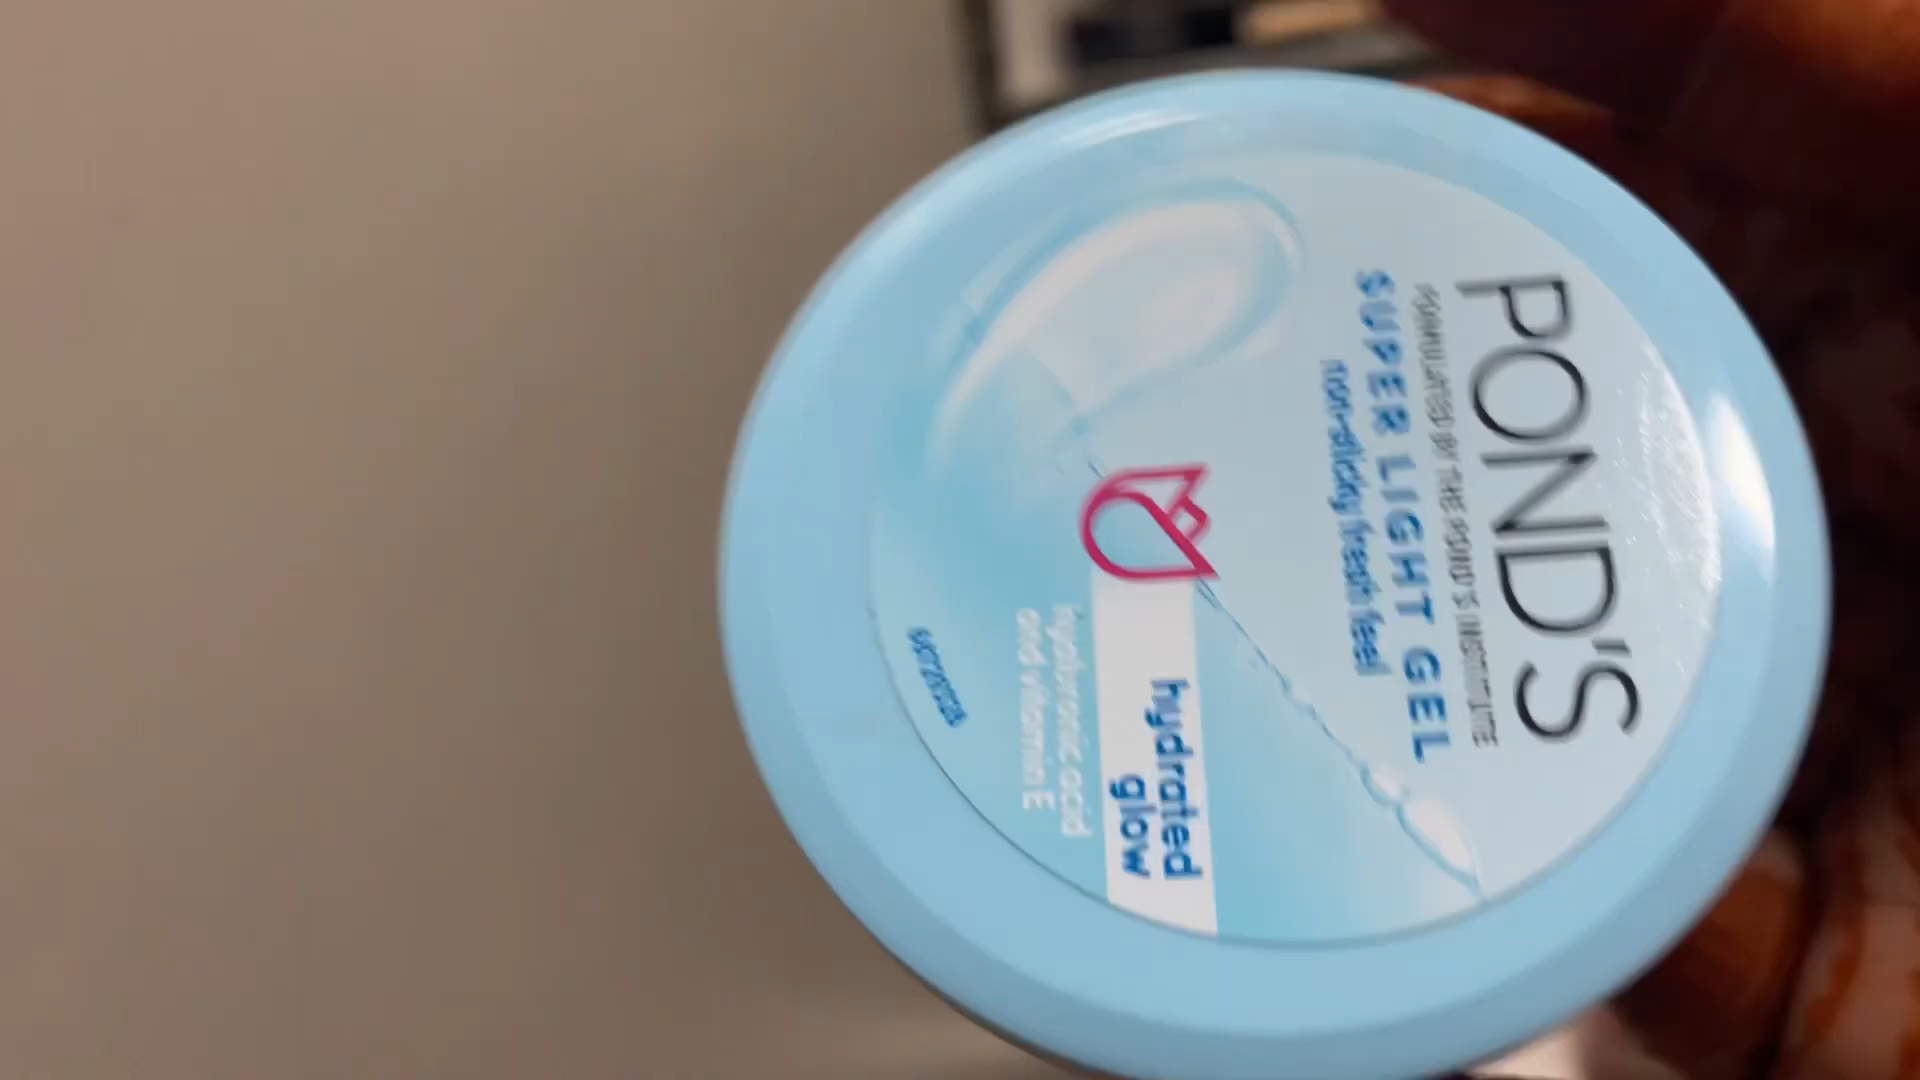 POND'S
FORMULATED BY THE POND'S INSTITUTE
SUPER LIGHT GEL
non-sticky fresh feel
hydrated
glow
hyaluronic acid
and vitamin E